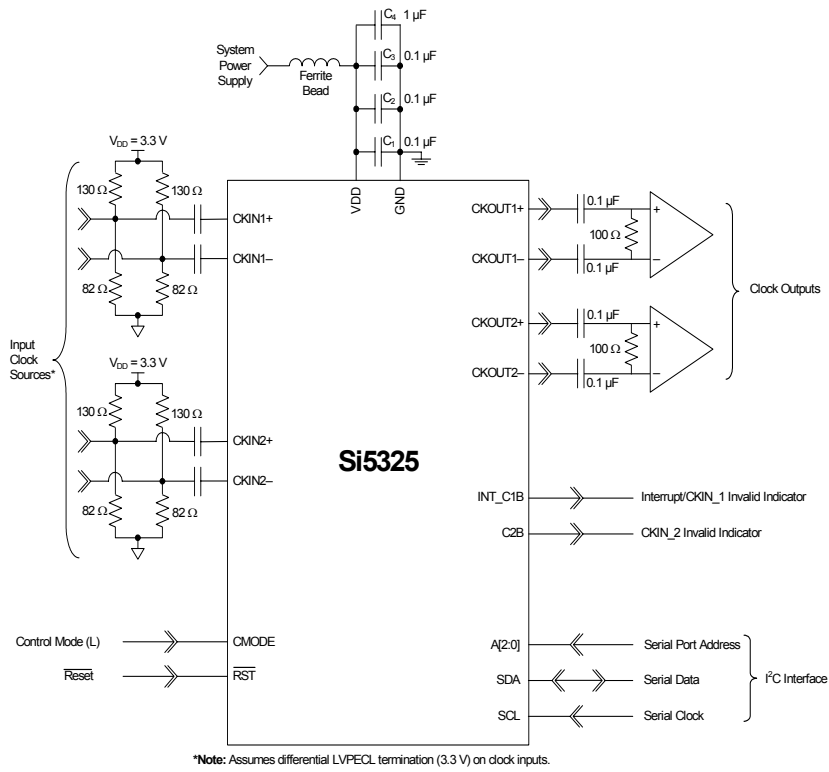 C4 1 µF
System
Power
Supply
Ferrite
Bead
C3 0.1 µF
C2 0.1 µF
C1 0.1 µF
VDD = 3.3 V
130 Ω
130 Ω
82 Ω
82 Ω
VDD = 3.3 V
130 Ω
130 Ω
82 Ω
82 Ω
Input
Clock
Sources*
VDD
GND
CKIN1+
CKIN1–
CKIN2+
CKIN2–
Si5325
CKOUT1+
0.1 µF
+
100 Ω
CKOUT1–
–
0.1 µF
CKOUT2+
0.1 µF
+
100 Ω
CKOUT2–
–
0.1 µF
Clock Outputs
INT_C1B
Interrupt/CKIN_1 Invalid Indicator
C2B
CKIN_2 Invalid Indicator
Control Mode (L)
CMODE
Reset
RST
A[2:0]
Serial Port Address
SDA
Serial Data
SCL
Serial Clock
I²C Interface
*Note: Assumes differential LVPECL termination (3.3 V) on clock inputs.